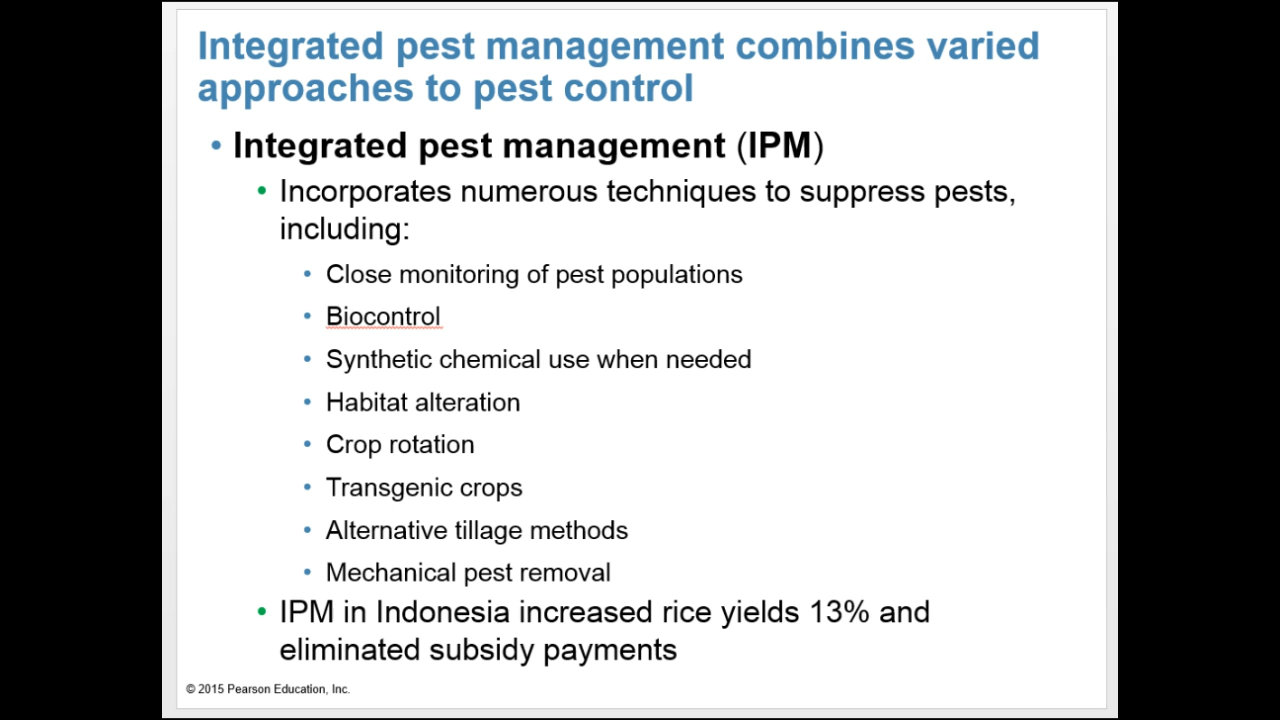 Integrated pest management combines varied
approaches to pest control
• Integrated pest management (IPM)
• Incorporates numerous techniques to suppress pests,
including:
• Close monitoring of pest populations
• Biocontrol
• Synthetic chemical use when needed
• Habitat alteration
• Crop rotation
• Transgenic crops
• Alternative tillage methods
• Mechanical pest removal
• IPM in Indonesia increased rice yields 13% and
eliminated subsidy payments
© 2015 Pearson Education, Inc.